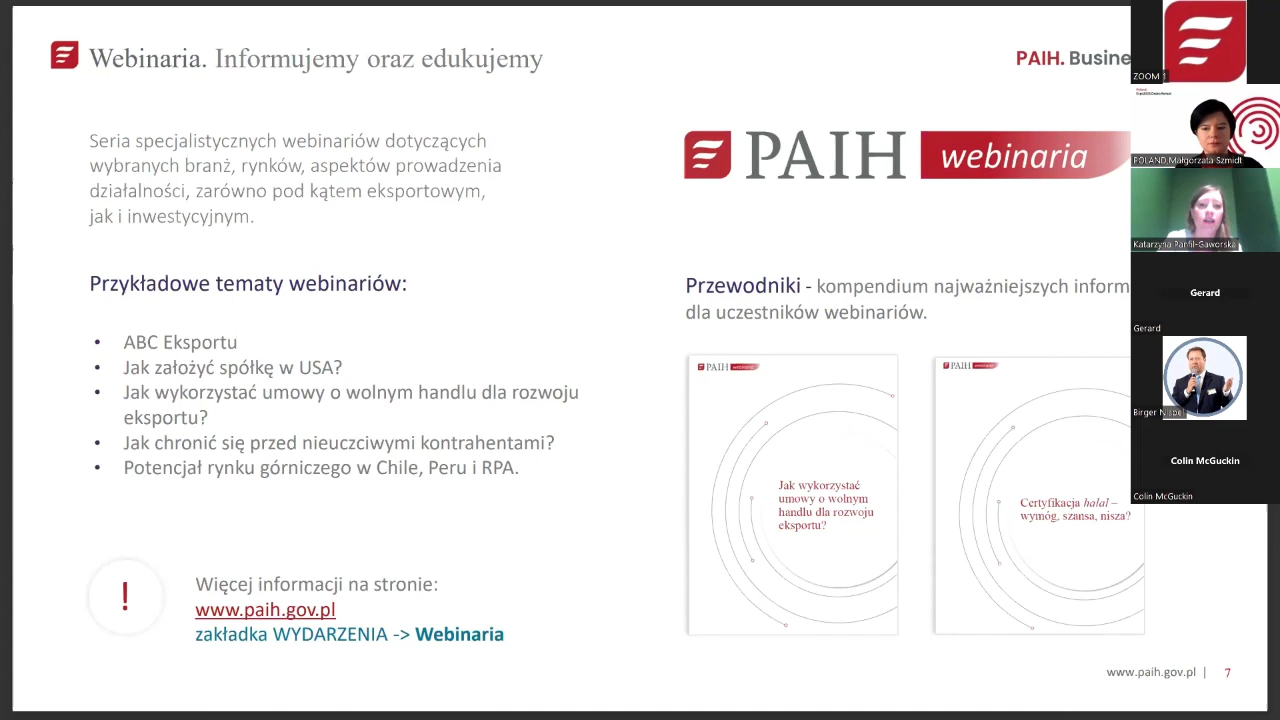 Webinaria. Informujemy oraz edukujemy
PAIH. Busine
Seria specjalistycznych webinariów dotyczących
wybranych branż, rynków, aspektów prowadzenia
działalności, zarówno pod kątem eksportowym,
jak i inwestycyjnym.
PAIH webinaria
Przykładowe tematy webinariów:
• ABC Eksportu
• Jak założyć spółkę w USA?
• Jak wykorzystać umowy o wolnym handlu dla rozwoju
eksportu?
• Jak chronić się przed nieuczciwymi kontrahentami?
• Potencjał rynku górniczego w Chile, Peru i RPA.
Przewodniki - kompendium najważniejszych inform
dla uczestników webinariów.
PAIH webinaria
Jak wykorzystać
umowy o wolnym
handlu dla rozwoju
eksportu?
PAIH webinaria
Certyfikacja halal –
wymóg, szansa, nisza?
!
Więcej informacji na stronie:
www.paih.gov.pl
zakładka WYDARZENIA -> Webinaria
www.paih.gov.pl | 7
ZOOM 1
POLAND Małgorzata Szmidt
Katarzyna Panfil-Gaworska
Gerard
Gerard
Birger Nispel
Colin McGuckin
Colin McGuckin